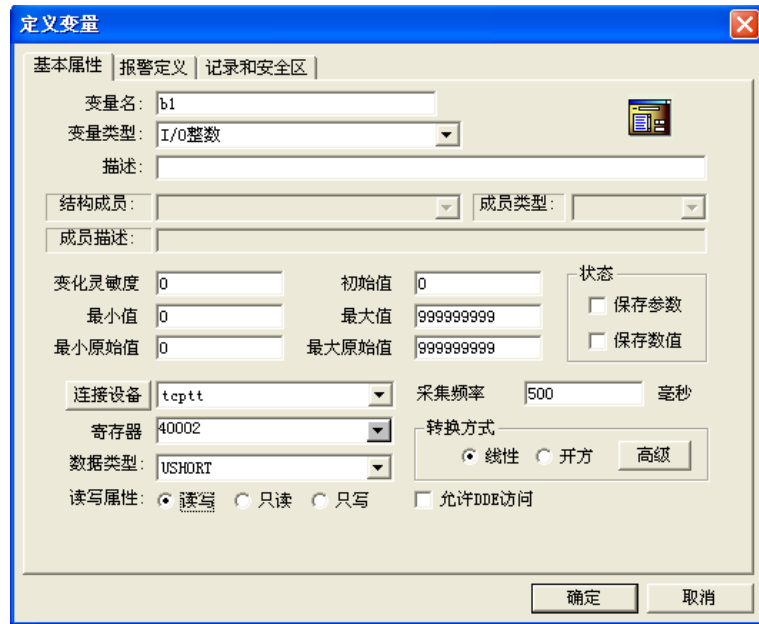 定义变量
基本属性 报警定义 记录和安全区
变量名: b1
变量类型: I/O整数
描述:
结构成员: 成员类型:
成员描述:
变化灵敏度 0 初始值 0 状态
最小值 0 最大值 999999999 保存参数
最小原始值 0 最大原始值 999999999 保存数值
连接设备 tcptt 采集频率 500 毫秒
寄存器 40002 转换方式
数据类型: USHORT 线性 开方 高级
读写属性: 读写 只读 只写 允许DDE访问
确定 取消